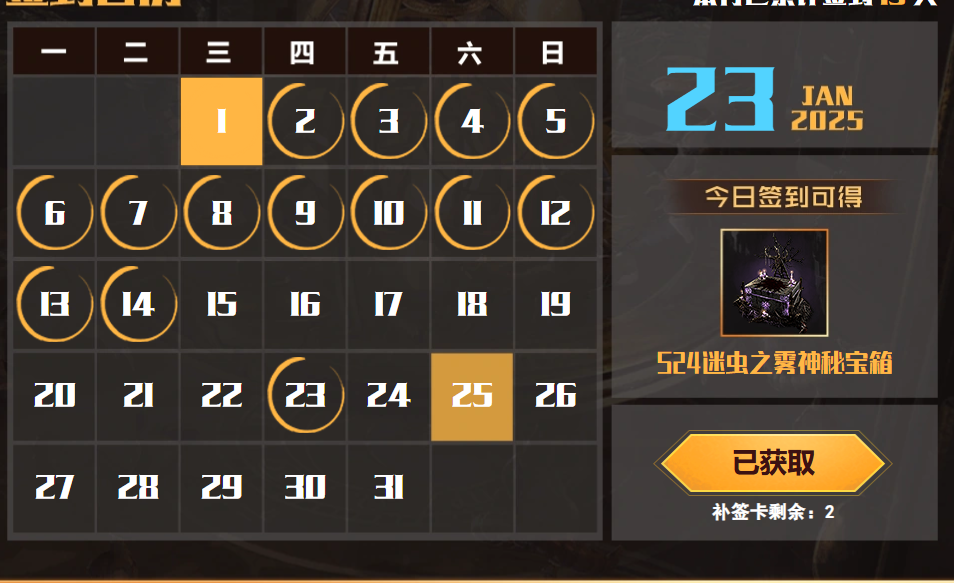 一 二 三 四 五 六 日
1 2 3 4 5
6 7 8 9 10 11 12
13 14 15 16 17 18 19
20 21 22 23 24 25 26
27 28 29 30 31
23
JAN
2025
今日签到可得
524迷虫之雾神秘宝箱
已获取
补签卡剩余：2